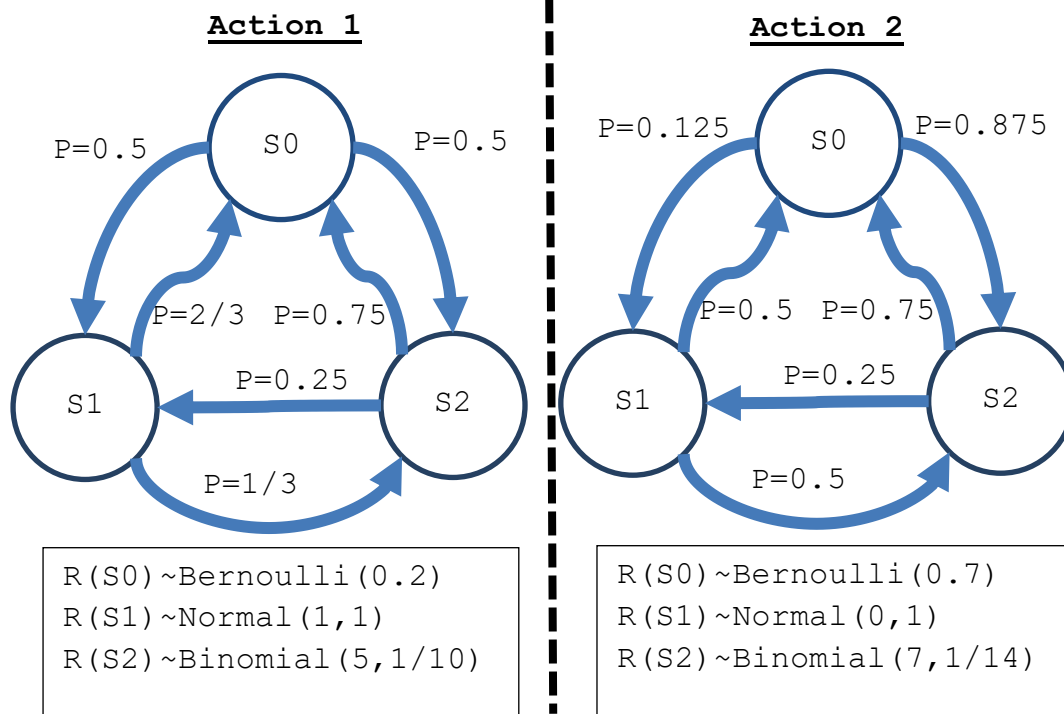 Action 1
P=0.5
P=0.5
S0
P=2/3
P=0.75
P=0.25
S1
S2
P=1/3
R(S0)~Bernoulli(0.2)
R(S1)~Normal(1,1)
R(S2)~Binomial(5,1/10)
Action 2
P=0.125
P=0.875
S0
P=0.5
P=0.75
P=0.25
S1
S2
P=0.5
R(S0)~Bernoulli(0.7)
R(S1)~Normal(0,1)
R(S2)~Binomial(7,1/14)